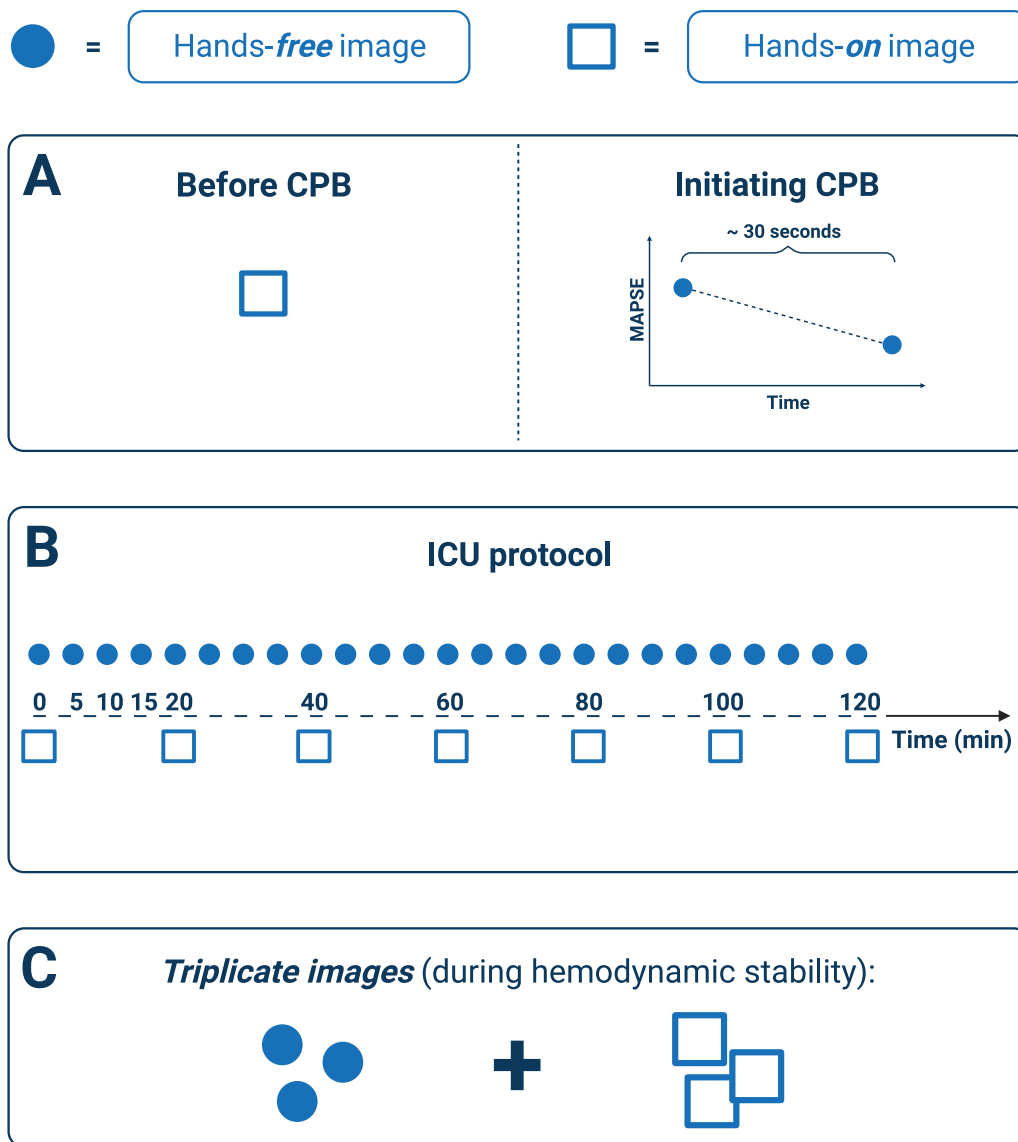 = Hands-free image = Hands-on image
A
Before CPB
Initiating CPB
~ 30 seconds
MAPSE
Time
B
ICU protocol
0 5 10 15 20 40 60 80 100 120
Time (min)
C
Triplicate images (during hemodynamic stability):
+